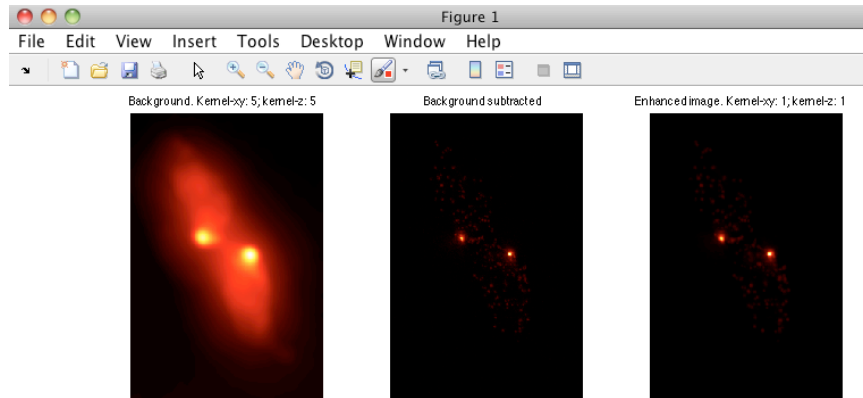 Figure 1
File Edit View Insert Tools Desktop Window Help
Background. Kernel-xy: 5; kernel-z: 5
Background subtracted
Enhanced image. Kernel-xy: 1; kernel-z: 1